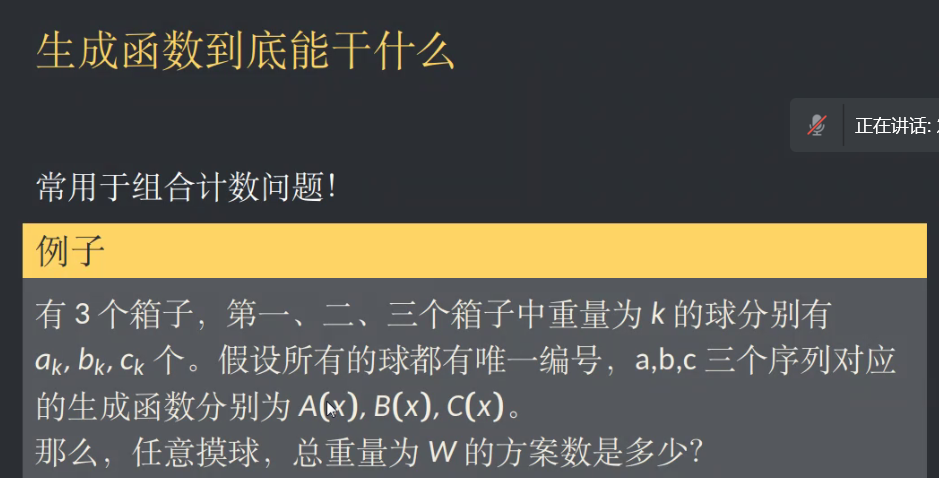 生成函数到底能干什么
正在讲话:
常用于组合计数问题!
例子
有 3 个箱子，第一、二、三个箱子中重量为 k 的球分别有
aₖ, bₖ, cₖ 个。假设所有的球都有唯一编号，a,b,c 三个序列对应
的生成函数分别为 A(x), B(x), C(x)。
那么，任意摸球，总重量为 W 的方案数是多少？